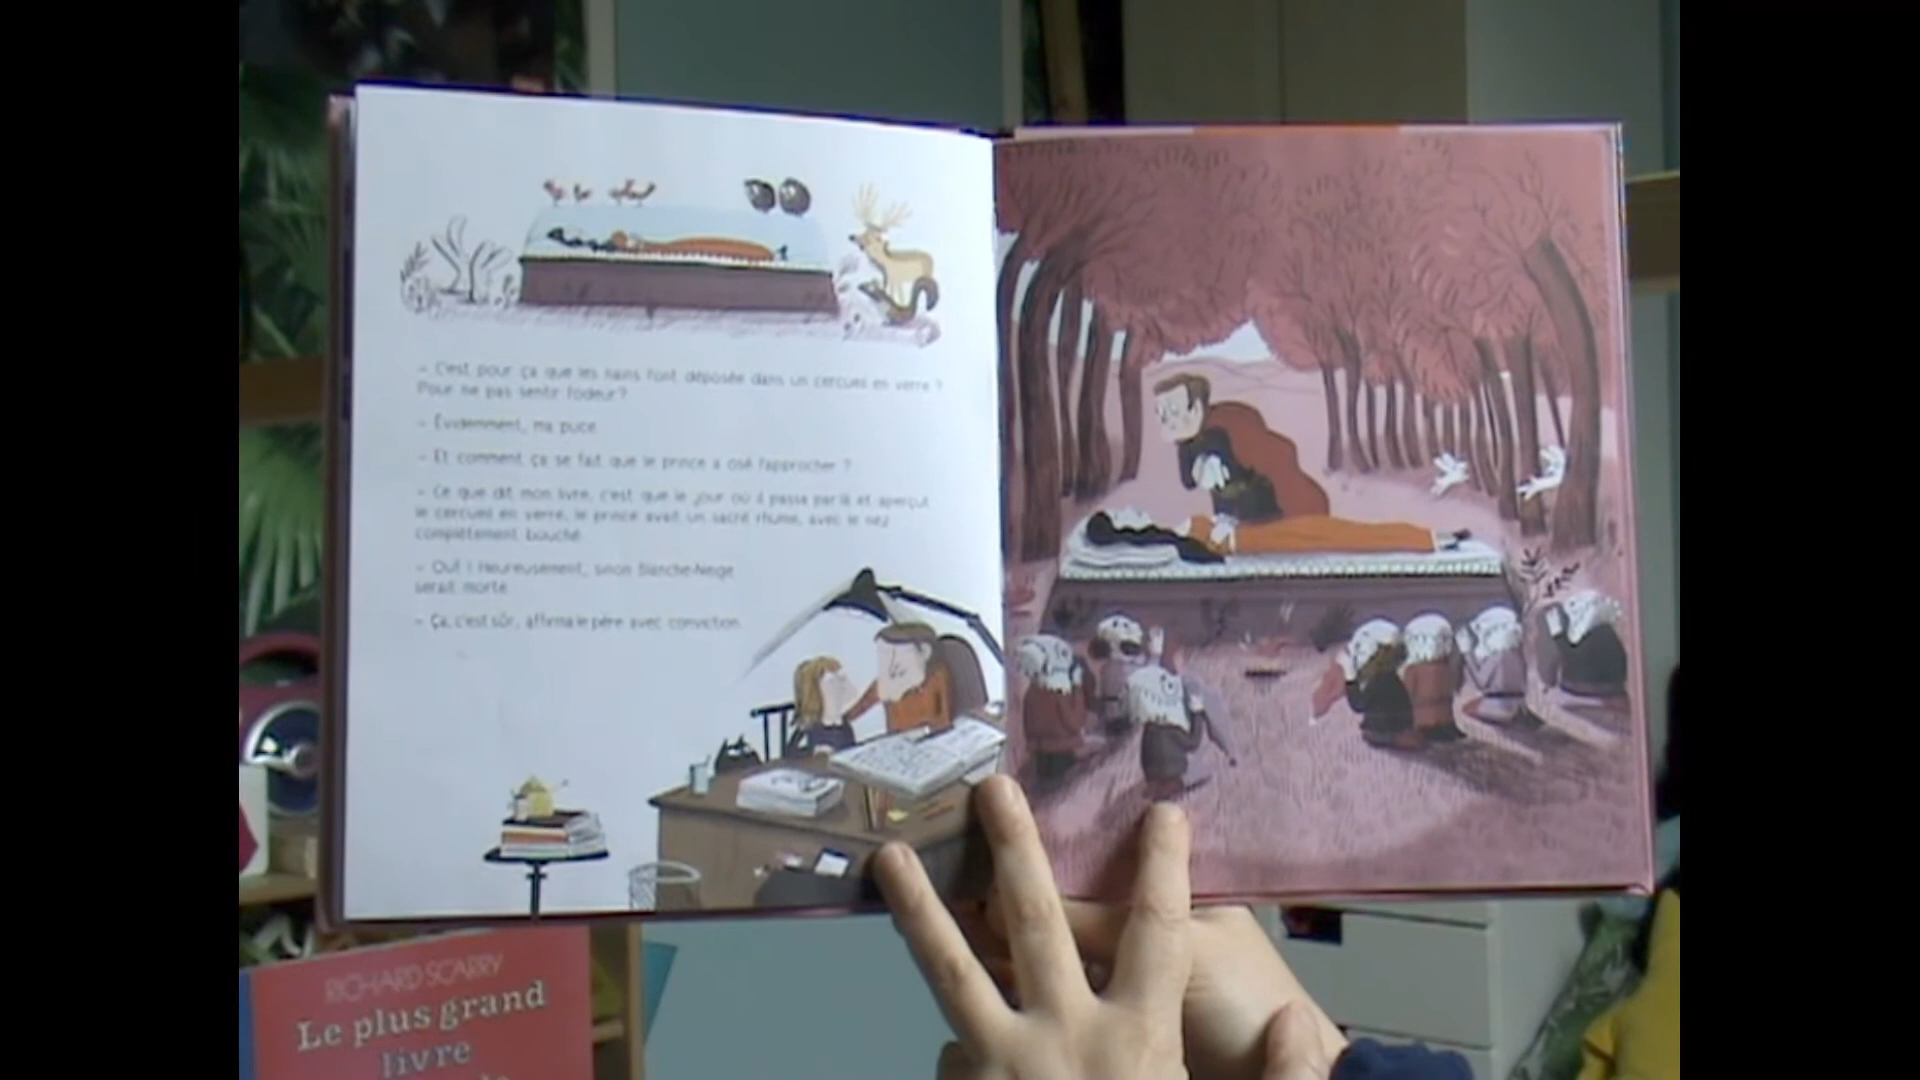 – C'est pour ça que les nains l'ont déposée dans un cercueil en verre ?
Pour ne pas sentir l'odeur ?
– Évidemment, ma puce.
– Et comment ça se fait que le prince a osé l'approcher ?
– Ce que dit mon livre, c'est que le jour où il passa par là et aperçut
le cercueil en verre, le prince avait un sacré rhume, avec le nez
complètement bouché.
– Ouf ! Heureusement, sinon Blanche-Neige
serait morte.
– Ça, c'est sûr, affirma le père avec conviction.
RICHARD SCARRY
Le plus grand
livre